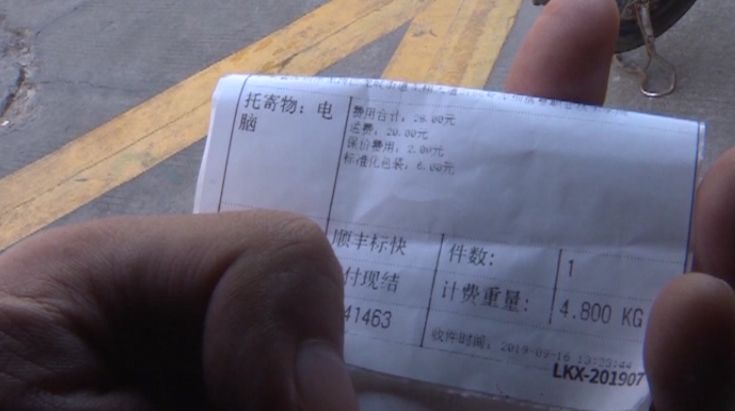 托寄物：电
脑
费用合计：28.00元
运费：20.00元
保价费用：2.00元
标准化包装：6.00元
顺丰标快
件数：
1
付现结
计费重量：
4.800 KG
41463
收件时间：2019-09-16
LKX-201907